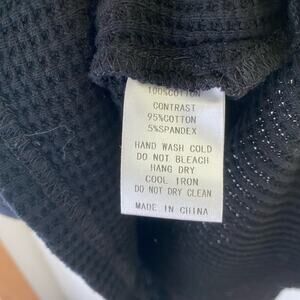 100%COTTON
CONTRAST
95%COTTON
5%SPANDEX
HAND WASH COLD
DO NOT BLEACH
HANG DRY
COOL IRON
DO NOT DRY CLEAN
MADE IN CHINA